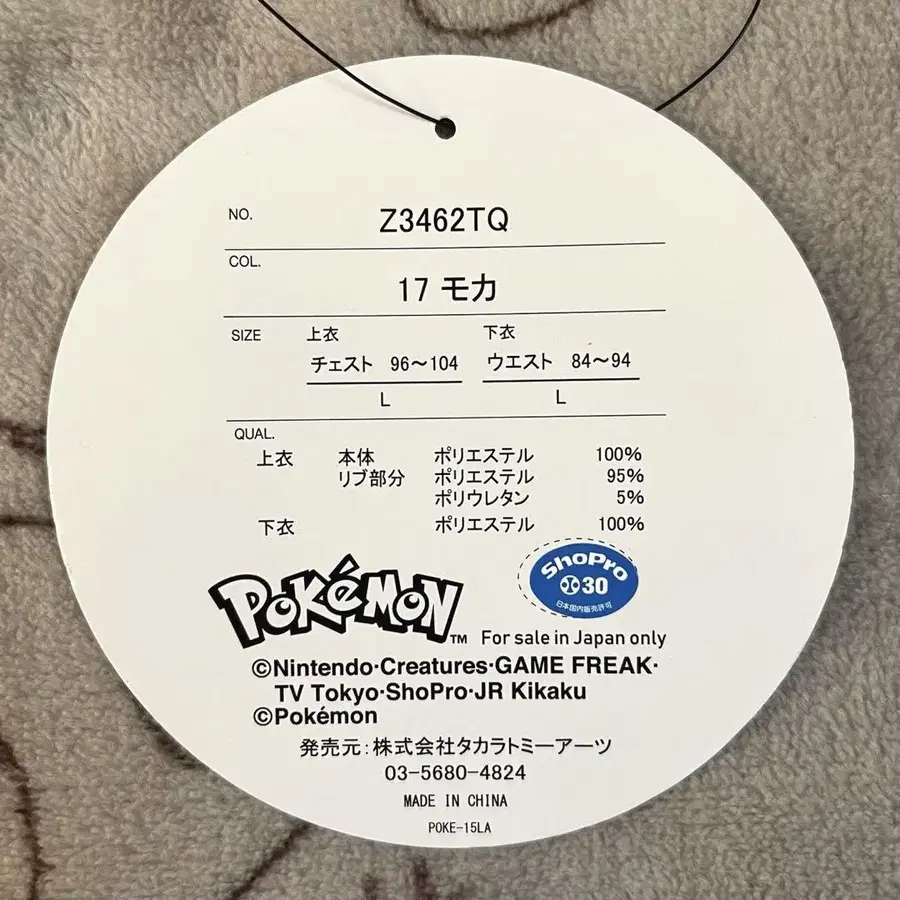 NO. Z3462TQ
COL.
17 モカ
SIZE 上衣 下衣
チェスト 96〜104 ウエスト 84〜94
L L
QUAL.
上衣 本体 ポリエステル 100%
リブ部分 ポリエステル 95%
ポリウレタン 5%
下衣 ポリエステル 100%
ShoPro
30
日本国内販売許可
POKéMON TM For sale in Japan only
©Nintendo·Creatures·GAME FREAK·
TV Tokyo·ShoPro·JR Kikaku
©Pokémon
発売元:株式会社タカラトミーアーツ
03-5680-4824
MADE IN CHINA
POKE-15LA